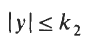 |y| ≤ k₂